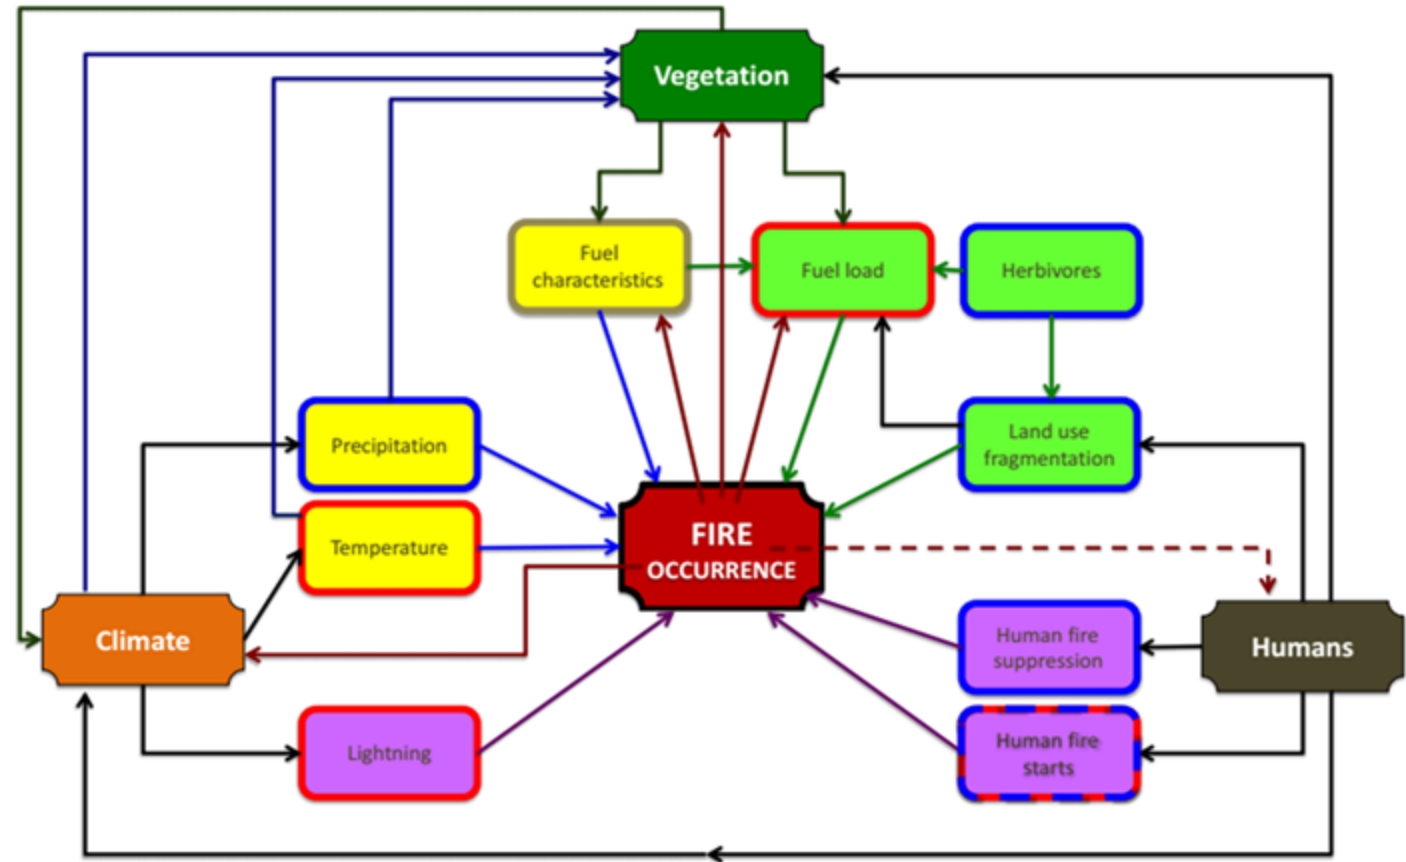 Vegetation
Fuel
characteristics
Fuel load
Herbivores
Precipitation
Land use
fragmentation
Temperature
FIRE
OCCURRENCE
Climate
Human fire
suppression
Humans
Lightning
Human fire
starts